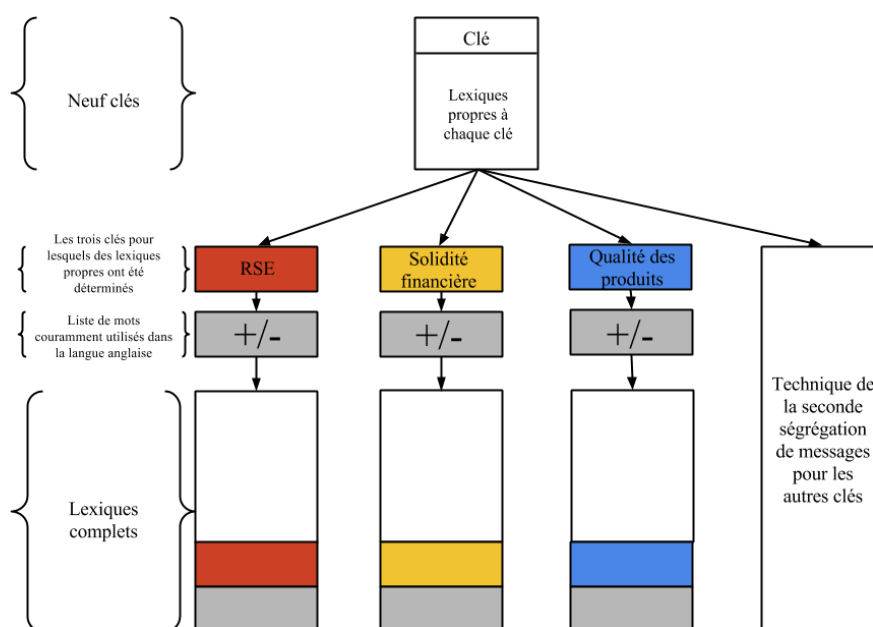 Clé
Neuf clés
Lexiques
propres à
chaque clé
Les trois clés pour
lesquels des lexiques
propres ont été
déterminés
RSE
Solidité
financière
Qualité des
produits
Liste de mots
couramment utilisés dans
la langue anglaise
+/-
+/-
+/-
Technique de
la seconde
ségrégation
de messages
pour les
autres clés
Lexiques
complets